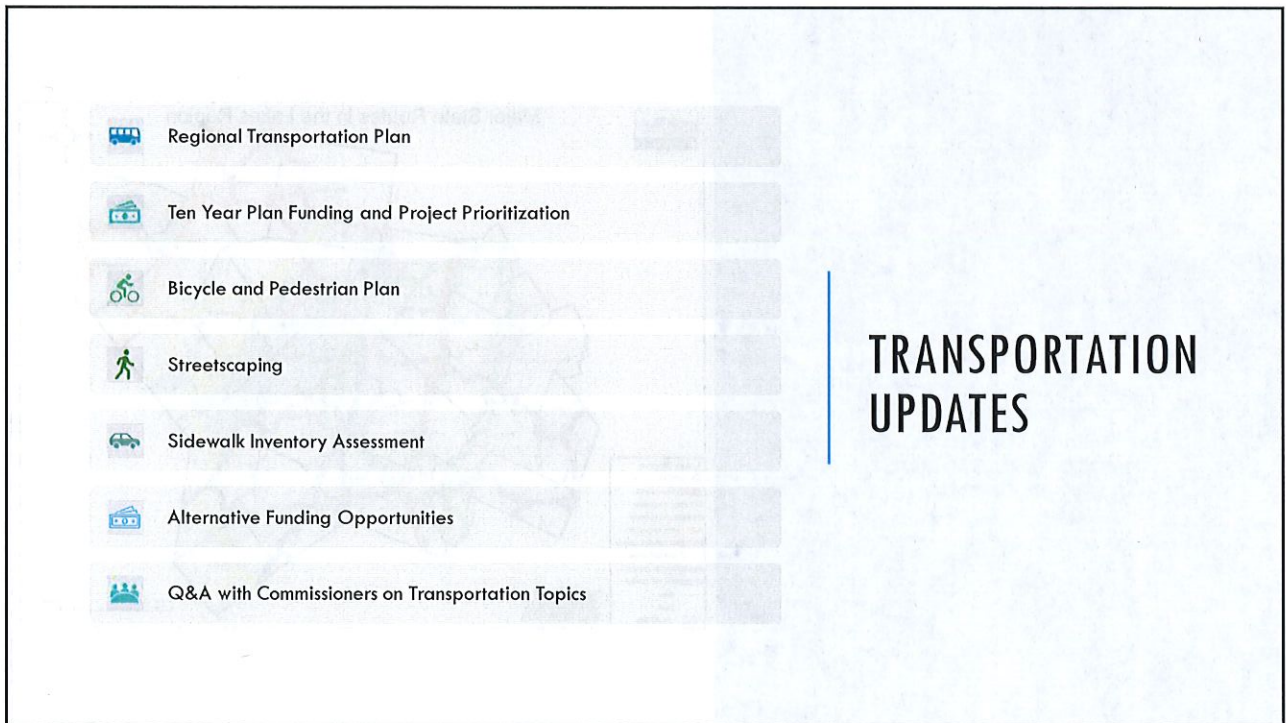 Regional Transportation Plan
Ten Year Plan Funding and Project Prioritization
Bicycle and Pedestrian Plan
Streetscaping
Sidewalk Inventory Assessment
Alternative Funding Opportunities
Q&A with Commissioners on Transportation Topics
TRANSPORTATION
UPDATES